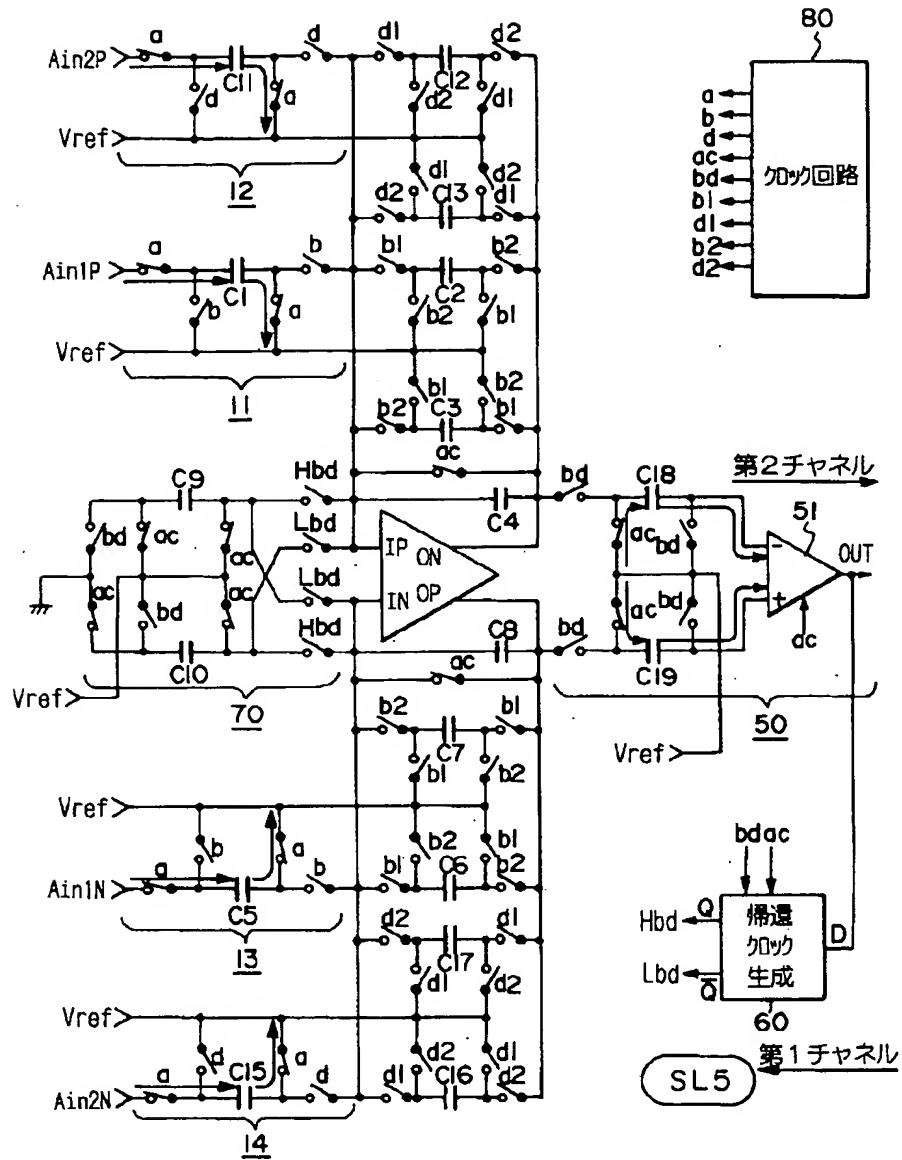 80
a
d
d1
d2
Ain2P
C11
C12
d
a
d2
d1
Vref
12
d1
d2
d2
C13
d1
a
b
d
ac
bd
b1
d1
b2
d2
クロック回路
a
b
b1
b2
Ain1P
C1
C2
b
a
b2
b1
Vref
11
b1
b2
b2
C3
b1
ac
C9
Hbd
bd
第2チャネル
C18
C4
51
bd
ac
ac
Lbd
IP
ON
ac
bd
-
OUT
ac
ac
Lbd
IN
OP
ac
bd
+
bd
Hbd
C8
bd
ac
C10
C19
Vref
70
ac
50
b2
b1
C7
Vref
b1
b2
Vref
b
a
b2
b1
bd
ac
Ain1N
a
b
b1
C6
b2
C5
13
d2
d1
C17
Hbd
Q
帰還
クロック
生成
D
Lbd
Q̅
60
d1
d2
Vref
d
a
d2
d1
Ain2N
a
C15
d
d1
C16
d2
14
第1チャネル
SL5